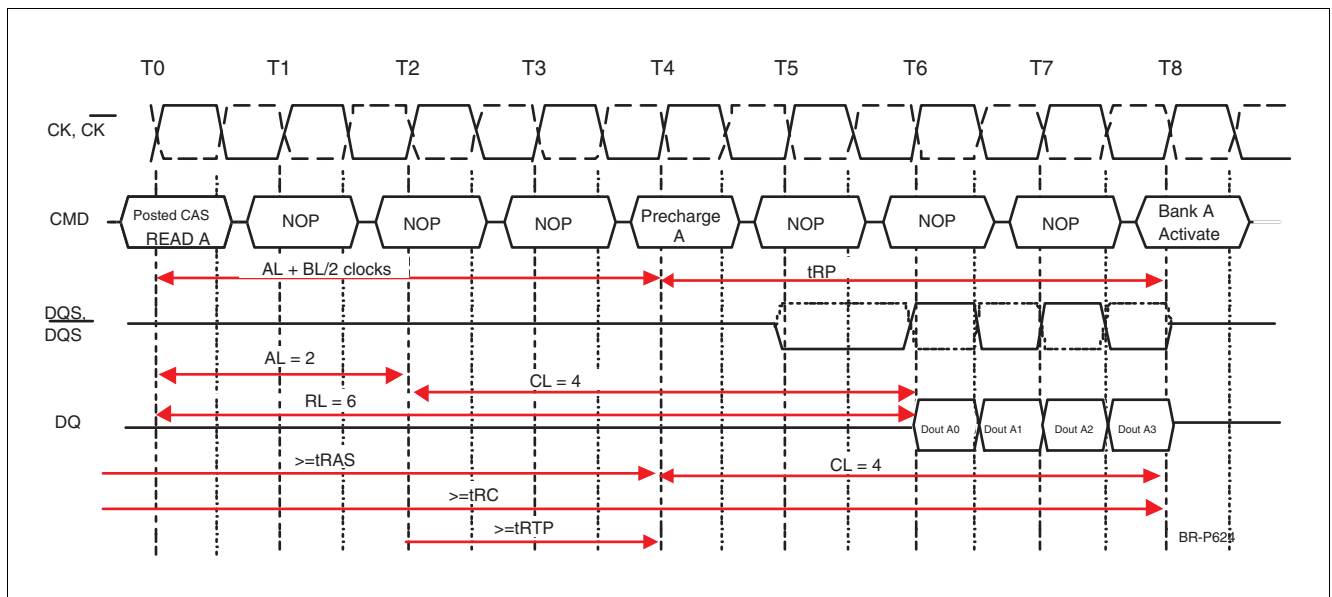 T0 T1 T2 T3 T4 T5 T6 T7 T8
CK, CK
CMD
Posted CAS
READ A
NOP
NOP
NOP
Precharge
A
NOP
NOP
NOP
Bank A
Activate
AL + BL/2 clocks
tRP
DQS,
DQS
AL = 2
CL = 4
RL = 6
DQ
Dout A0
Dout A1
Dout A2
Dout A3
>=tRAS
CL = 4
>=tRC
>=tRTP
BR-P624